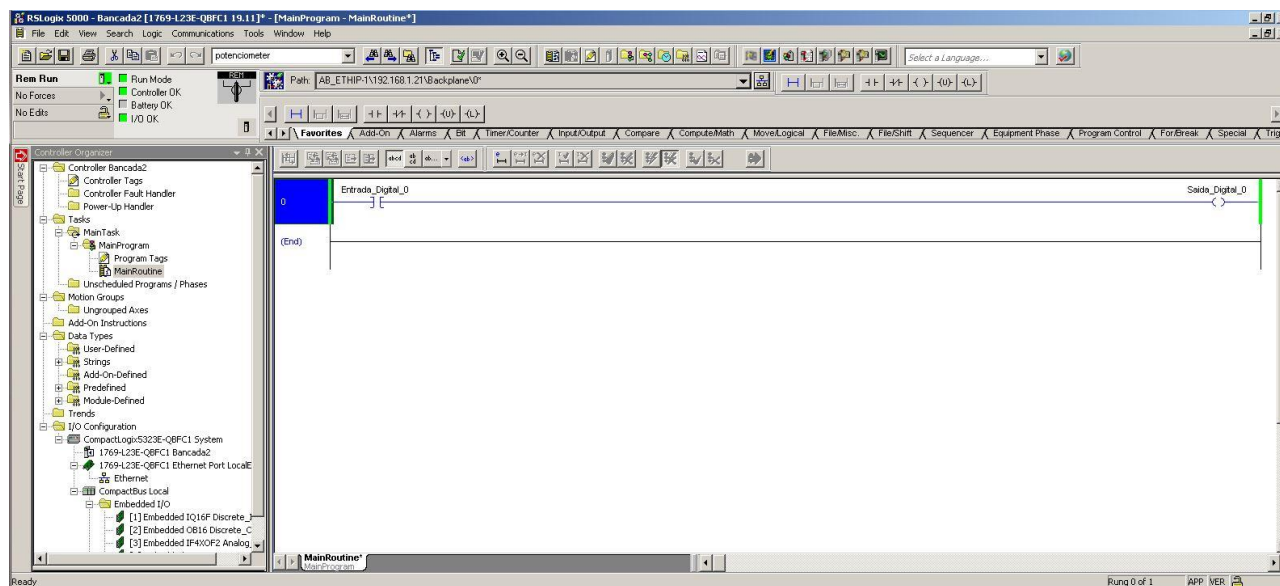 RSLogix 5000 - Bancada2 [1769-L23E-QBFC1 19.11]* - [MainProgram - MainRoutine*]
File Edit View Search Logic Communications Tools Window Help
potenciometer
Select a Language...
Rem Run
No Forces
No Edits
Run Mode
Controller OK
Battery OK
I/O OK
REM
Path: AB_ETHIP-1\192.168.1.21\Backplane\0*
Favorites Add-On Alarms Bit Timer/Counter Input/Output Compare Compute/Math Move/Logical File/Misc. File/Shift Sequencer Equipment Phase Program Control For/Break Special Trig
Start Page
Controller Organizer
Controller Bancada2
Controller Tags
Controller Fault Handler
Power-Up Handler
Tasks
MainTask
MainProgram
Program Tags
MainRoutine
Unscheduled Programs / Phases
Motion Groups
Ungrouped Axes
Add-On Instructions
Data Types
User-Defined
Strings
Add-On-Defined
Predefined
Module-Defined
Trends
I/O Configuration
CompactLogix5323E-QBFC1 System
1769-L23E-QBFC1 Bancada2
1769-L23E-QBFC1 Ethernet Port LocalE
Ethernet
CompactBus Local
Embedded I/O
[1] Embedded IQ16F Discrete_I
[2] Embedded OB16 Discrete_C
[3] Embedded IF4XOF2 Analog_
0
Entrada_Digital_0
Saida_Digital_0
(End)
MainRoutine*
MainProgram
Ready
Rung 0 of 1
APP VER